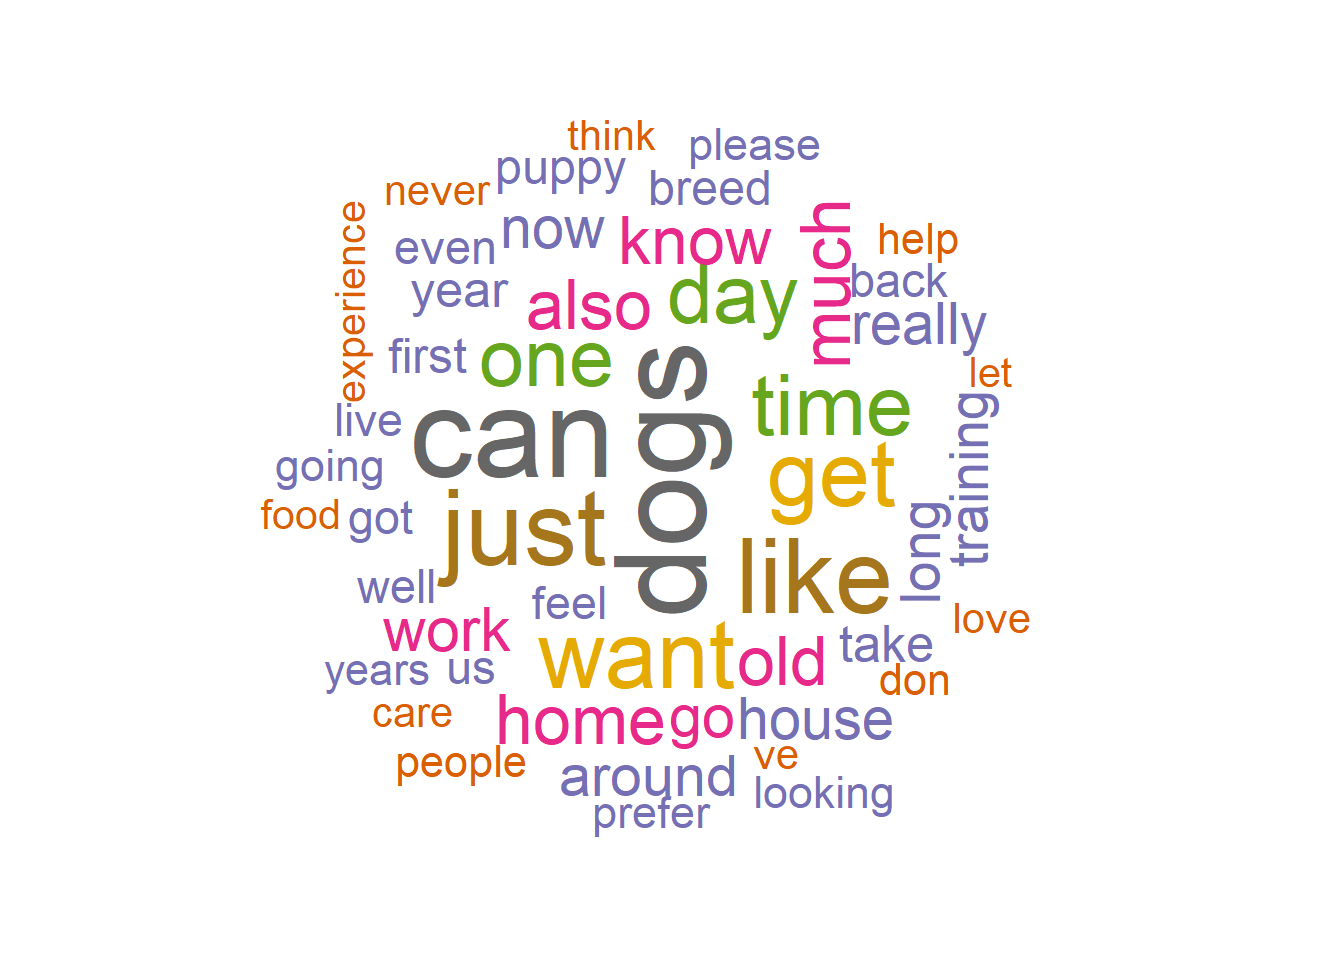 think
please
puppy
breed
never
experience
now
know
much
help
even
back
year
also
day
really
first
one
dogs
let
live
can
time
training
going
get
food
got
just
long
like
well
feel
work
want
old
take
love
years
us
don
care
home
go
house
people
around
ve
looking
prefer